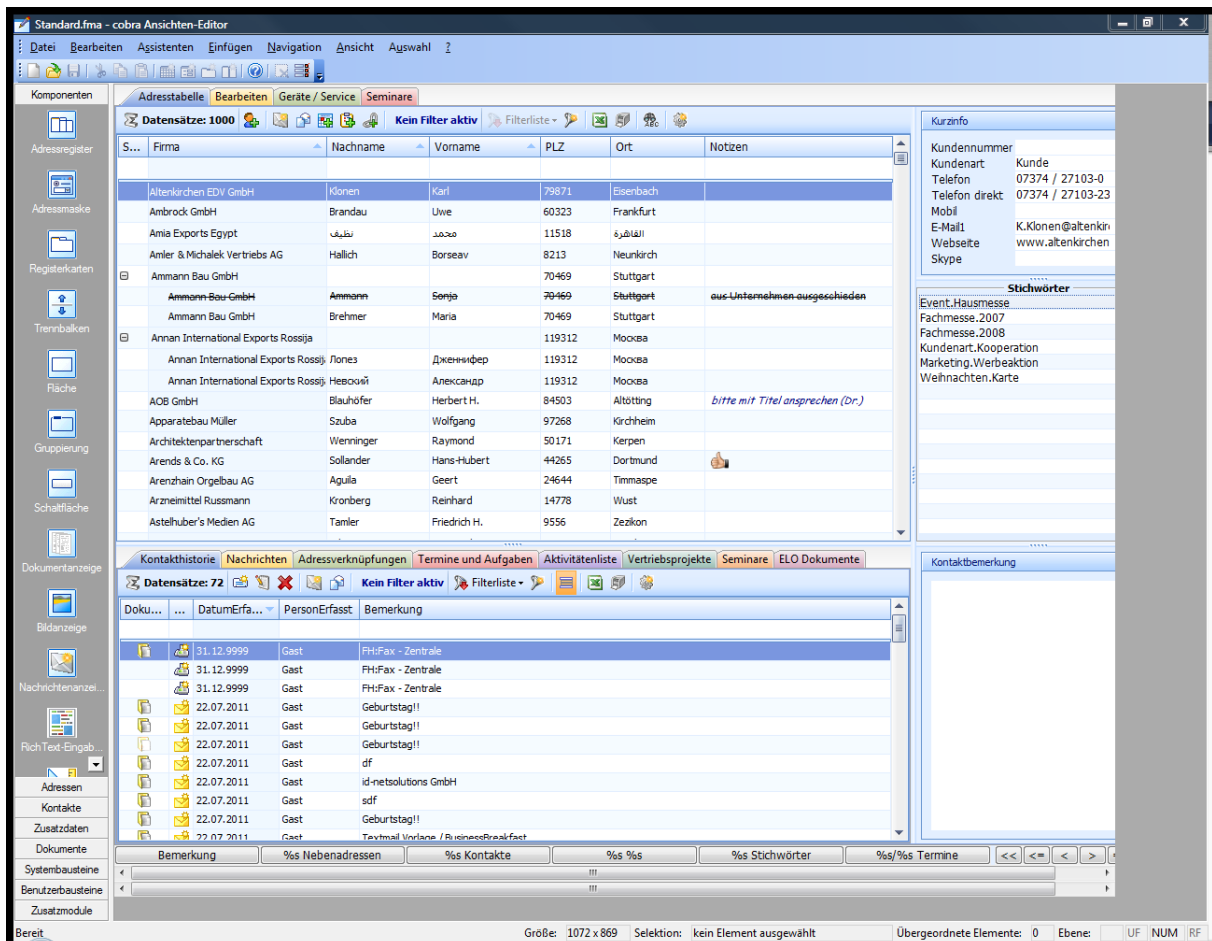 Standard.fma - cobra Ansichten-Editor
Datei Bearbeiten Assistenten Einfügen Navigation Ansicht Auswahl ?
Komponenten
Adressregister
Adressmaske
Registerkarten
Trennbalken
Fläche
Gruppierung
Schaltfläche
Dokumentanzeige
Bildanzeige
Nachrichtenanzei...
RichText-Eingab...
Adressen
Kontakte
Zusatzdaten
Dokumente
Systembausteine
Benutzerbausteine
Zusatzmodule
Adresstabelle Bearbeiten Geräte / Service Seminare
Datensätze: 1000 Kein Filter aktiv Filterliste
S... Firma Nachname Vorname PLZ Ort Notizen
Altenkirchen EDV GmbH Klonen Karl 79871 Eisenbach
Ambrock GmbH Brandau Uwe 60323 Frankfurt
Amia Exports Egypt نظيف محمد 11518 القاهرة
Amler & Michalek Vertriebs AG Hallich Borseav 8213 Neunkirch
Ammann Bau GmbH 70469 Stuttgart
Ammann Bau GmbH Ammann Sonja 70469 Stuttgart aus Unternehmen ausgeschieden
Ammann Bau GmbH Brehmer Maria 70469 Stuttgart
Annan International Exports Rossija 119312 Москва
Annan International Exports Rossij. Лопез Дженнифер 119312 Москва
Annan International Exports Rossij. Невский Александр 119312 Москва
AOB GmbH Blauhöfer Herbert H. 84503 Altötting bitte mit Titel ansprechen (Dr.)
Apparatebau Müller Szuba Wolfgang 97268 Kirchheim
Architektenpartnerschaft Wenninger Raymond 50171 Kerpen
Arends & Co. KG Sollander Hans-Hubert 44265 Dortmund
Arenzhain Orgelbau AG Aguila Geert 24644 Timmaspe
Arzneimittel Russmann Kronberg Reinhard 14778 Wust
Astelhuber's Medien AG Tamler Friedrich H. 9556 Zezikon
Kurzinfo
Kundennummer
Kundenart Kunde
Telefon 07374 / 27103-0
Telefon direkt 07374 / 27103-23
Mobil
E-Mail1 K.Klonen@altenkir
Webseite www.altenkirchen
Skype
Stichwörter
Event.Hausmesse
Fachmesse.2007
Fachmesse.2008
Kundenart.Kooperation
Marketing.Werbeaktion
Weihnachten.Karte
Kontakthistorie Nachrichten Adressverknüpfungen Termine und Aufgaben Aktivitätenliste Vertriebsprojekte Seminare ELO Dokumente
Datensätze: 72 Kein Filter aktiv Filterliste
Doku... ... DatumErfa... PersonErfasst Bemerkung
31.12.9999 Gast FH:Fax - Zentrale
31.12.9999 Gast FH:Fax - Zentrale
31.12.9999 Gast FH:Fax - Zentrale
22.07.2011 Gast Geburtstag!!
22.07.2011 Gast Geburtstag!!
22.07.2011 Gast Geburtstag!!
22.07.2011 Gast df
22.07.2011 Gast id-netsolutions GmbH
22.07.2011 Gast sdf
22.07.2011 Gast Geburtstag!!
22.07.2011 Gast Textmail Vorlage / BusinessBreakfast
Kontaktbemerkung
Bemerkung %s Nebenadressen %s Kontakte %s %s %s Stichwörter %s/%s Termine << <= < >
Bereit Größe: 1072 x 869 Selektion: kein Element ausgewählt Übergeordnete Elemente: 0 Ebene: UF NUM RF